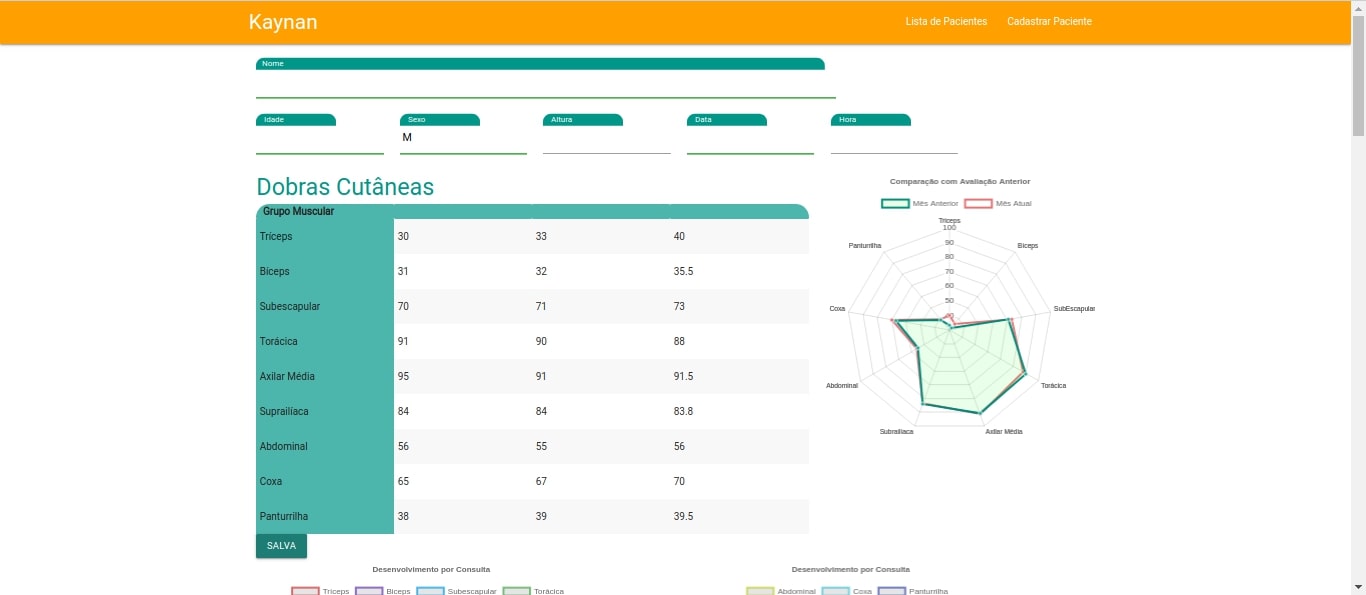 Kaynan Lista de Pacientes Cadastrar Paciente
Nome
Idade Sexo Altura Data Hora
M
Dobras Cutâneas
Grupo Muscular
Tríceps 30 33 40
Bíceps 31 32 35.5
Subescapular 70 71 73
Torácica 91 90 88
Axilar Média 95 91 91.5
Suprailíaca 84 84 83.8
Abdominal 56 55 56
Coxa 65 67 70
Panturrilha 38 39 39.5
SALVA
Comparação com Avaliação Anterior
Mês Anterior Mês Atual
Tríceps
100
Panturrilha 90 Bíceps
80
70
60
Coxa 50 SubEscapular
Abdominal Torácica
Subrailíaca Axilar Média
Desenvolvimento por Consulta Desenvolvimento por Consulta
Tríceps Bíceps Subescapular Torácica Abdominal Coxa Panturrilha